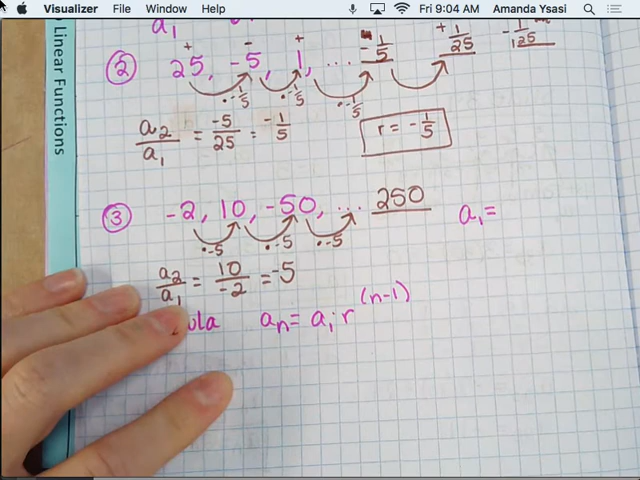 Visualizer File Window Help Fri 9:04 AM Amanda Ysasi
a₁
② 25, -5, 1, ... -1/5 +1/25 -1/125
+ - +
·-1/5 ·-1/5 ·-1/5
a₂/a₁ = -5/25 = -1/5 r = -1/5
③ -2, 10, -50, ... 250 a₁=
·-5 ·-5 ·-5
a₂/a₁ = 10/-2 = -5
aₙ = a₁·r^(n-1)
Linear Functions